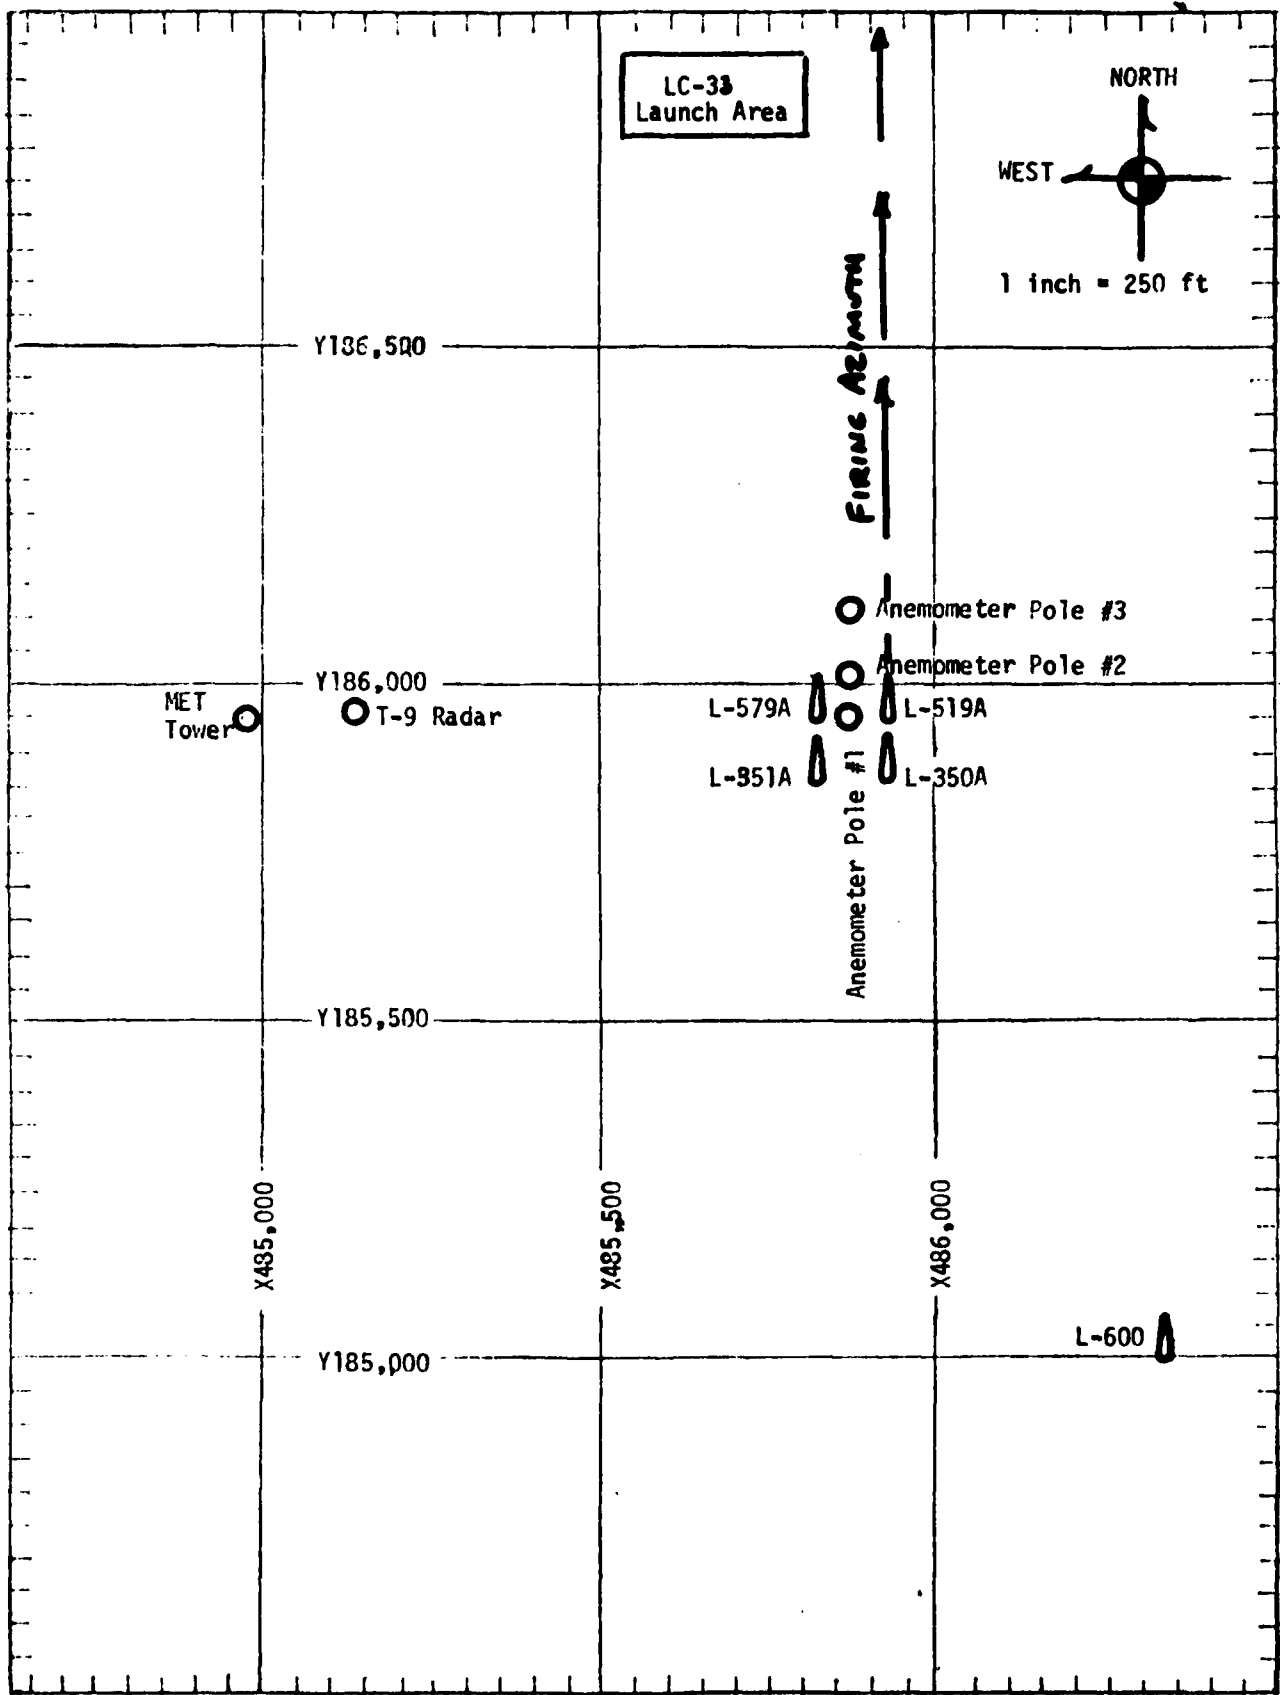 LC-33
Launch Area
NORTH
WEST
1 inch = 250 ft
FIRING AZIMUTH
Y186,500
Anemometer Pole #3
Anemometer Pole #2
Y186,000
MET
Tower
T-9 Radar
L-579A
L-519A
L-351A
L-350A
Anemometer Pole #1
Y185,500
X485,000
X485,500
X486,000
L-600
Y185,000